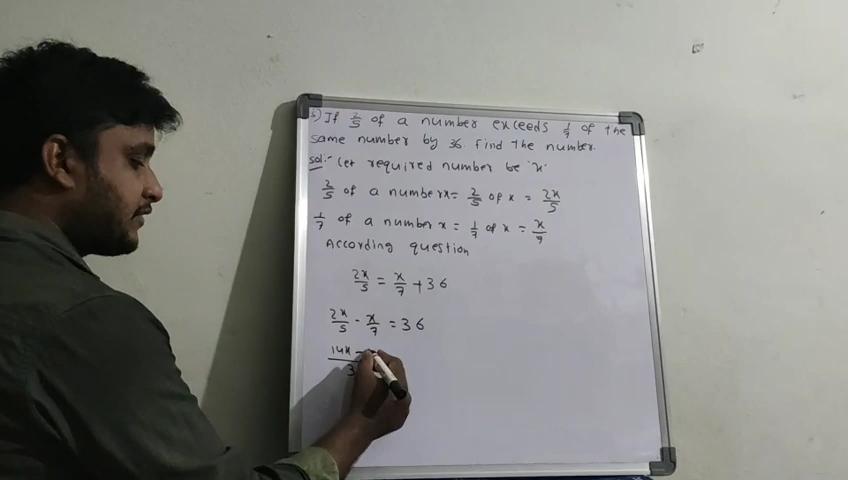 6) If 2/5 of a number exceeds 1/7 of the
same number by 36. Find The number.
Sol:- Let required number be 'x'
2/5 of a number x = 2/5 of x = 2x/5
1/7 of a number x = 1/7 of x = x/7
According question
2x/5 = x/7 + 36
2x/5 - x/7 = 36
14x -
3